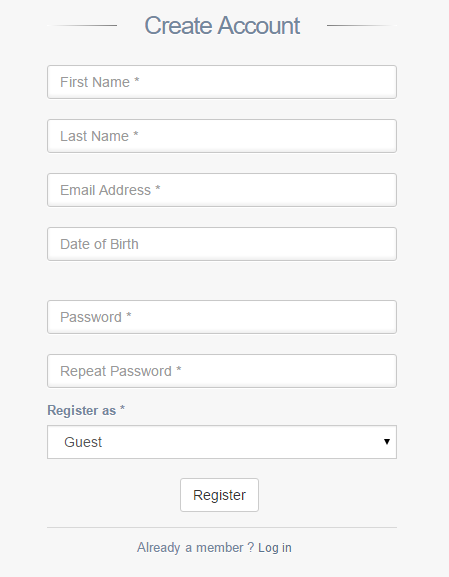 Create Account
First Name *
Last Name *
Email Address *
Date of Birth
Password *
Repeat Password *
Register as *
Guest
Register
Already a member ? Log in